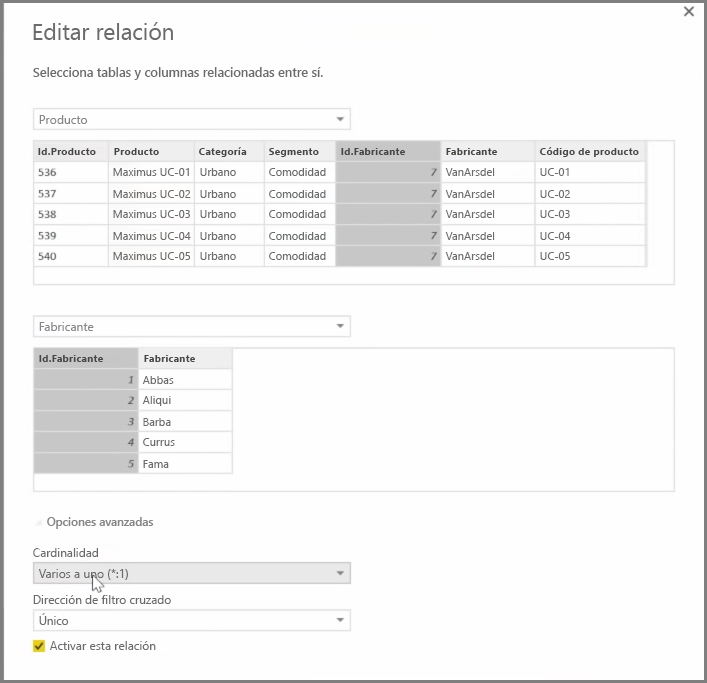 Editar relación
Selecciona tablas y columnas relacionadas entre sí.
Producto
Id.Producto Producto Categoría Segmento Id.Fabricante Fabricante Código de producto
536 Maximus UC-01 Urbano Comodidad 7 VanArsdel UC-01
537 Maximus UC-02 Urbano Comodidad 7 VanArsdel UC-02
538 Maximus UC-03 Urbano Comodidad 7 VanArsdel UC-03
539 Maximus UC-04 Urbano Comodidad 7 VanArsdel UC-04
540 Maximus UC-05 Urbano Comodidad 7 VanArsdel UC-05
Fabricante
Id.Fabricante Fabricante
1 Abbas
2 Aliqui
3 Barba
4 Currus
5 Fama
Opciones avanzadas
Cardinalidad
Varios a uno (*:1)
Dirección de filtro cruzado
Único
Activar esta relación